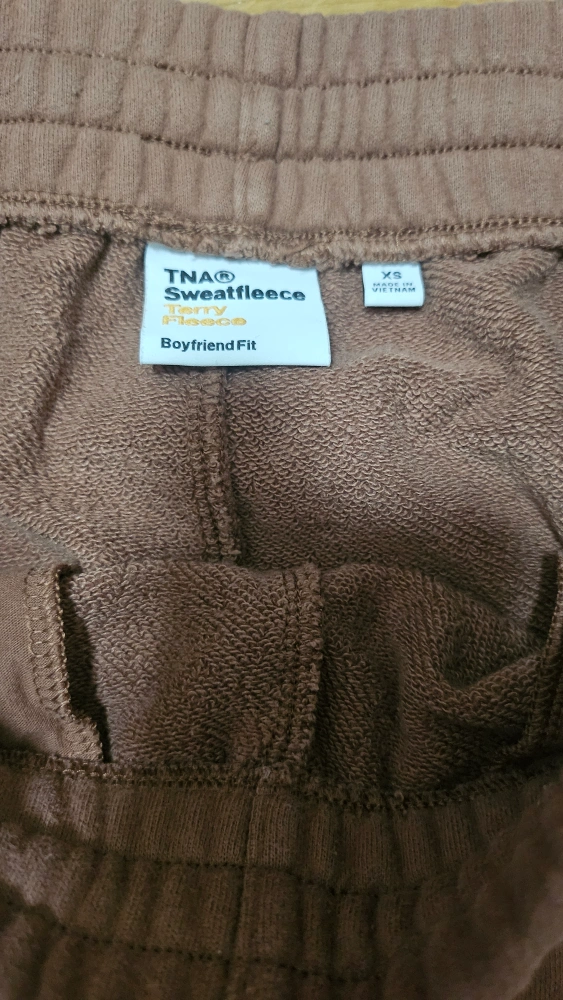 TNA®
Sweatfleece
Terry
Fleece
Boyfriend Fit
XS
MADE IN
VIETNAM